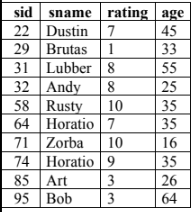 sid sname rating age
22 Dustin 7 45
29 Brutas 1 33
31 Lubber 8 55
32 Andy 8 25
58 Rusty 10 35
64 Horatio 7 35
71 Zorba 10 16
74 Horatio 9 35
85 Art 3 26
95 Bob 3 64